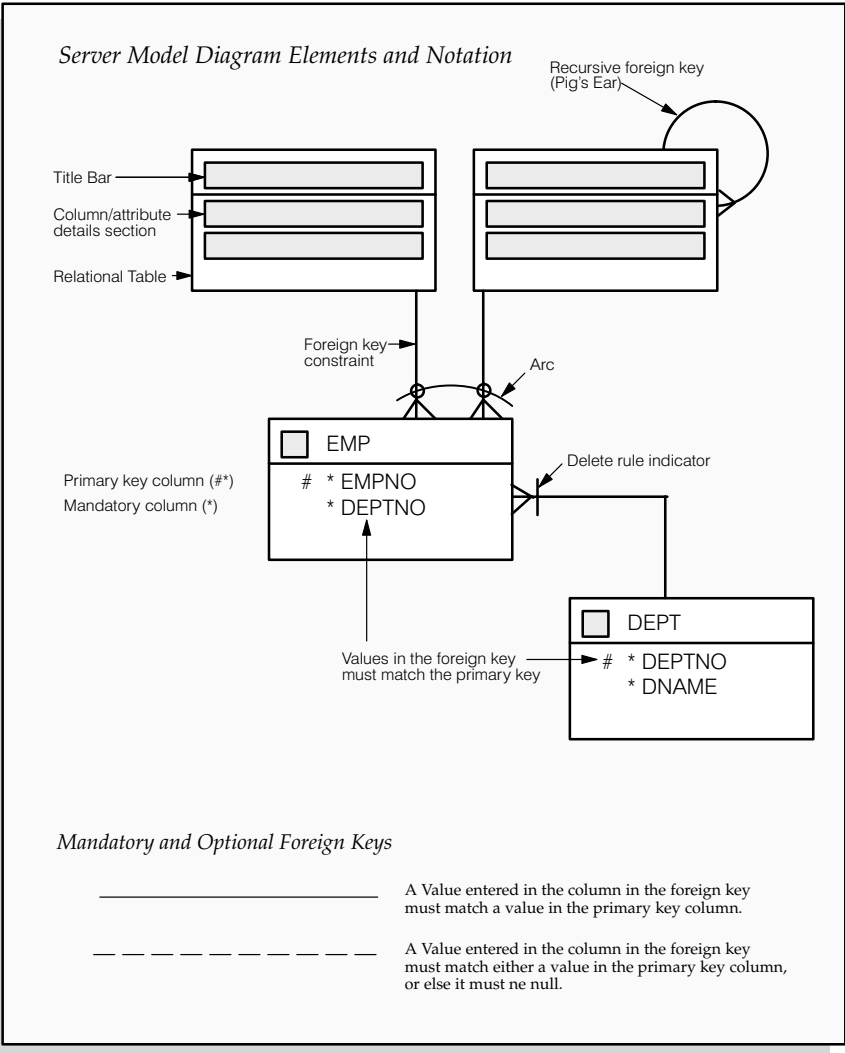 Server Model Diagram Elements and Notation
Recursive foreign key
(Pig's Ear)
Title Bar
Column/attribute
details section
Relational Table
Foreign key
constraint
Arc
EMP
Delete rule indicator
Primary key column (#*)
# * EMPNO
Mandatory column (*)
* DEPTNO
DEPT
Values in the foreign key
must match the primary key
# * DEPTNO
* DNAME
Mandatory and Optional Foreign Keys
A Value entered in the column in the foreign key
must match a value in the primary key column.
A Value entered in the column in the foreign key
must match either a value in the primary key column,
or else it must ne null.